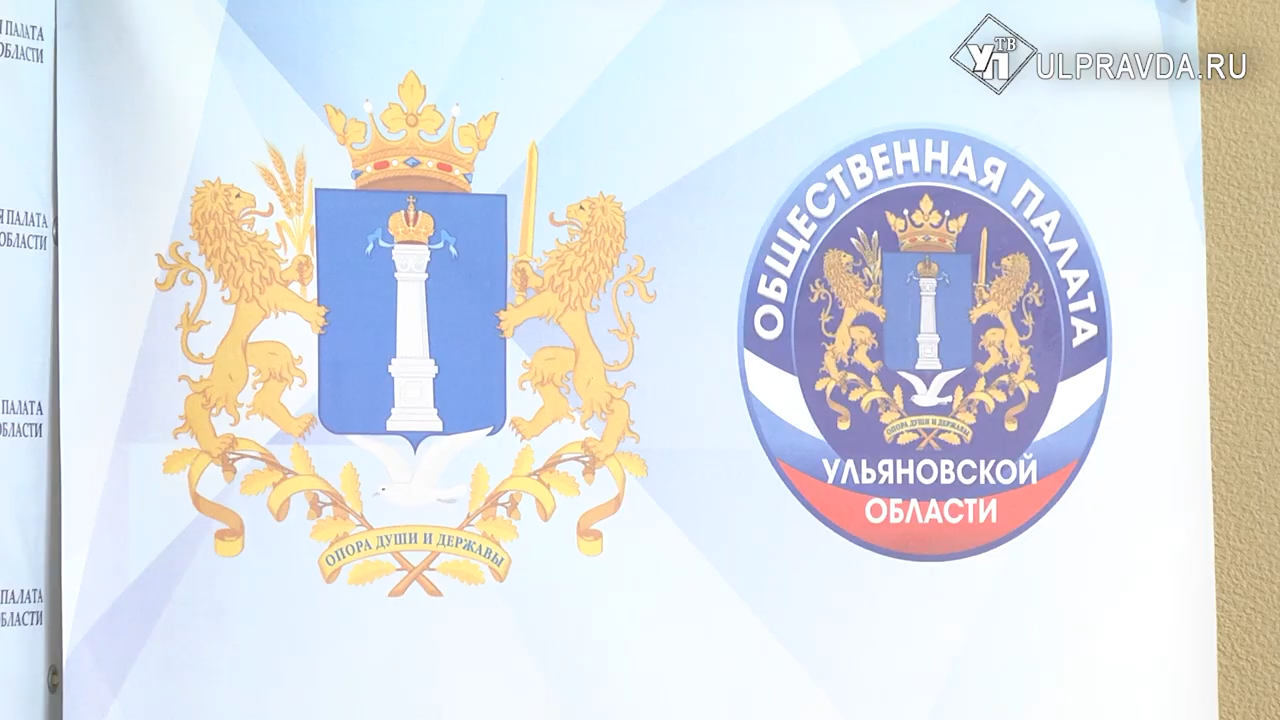 ПАЛАТА
ОБЛАСТИ
УП ТВ ULPRAVDA.RU
ОБЩЕСТВЕННАЯ ПАЛАТА
ПАЛАТА
ОБЛАСТИ
ОПОРА ДУШИ И ДЕРЖАВЫ
ОПОРА ДУШИ И ДЕРЖАВЫ
УЛЬЯНОВСКОЙ
ОБЛАСТИ
ПАЛАТА
ОБЛАСТИ
ПАЛАТА
ОБЛАСТИ